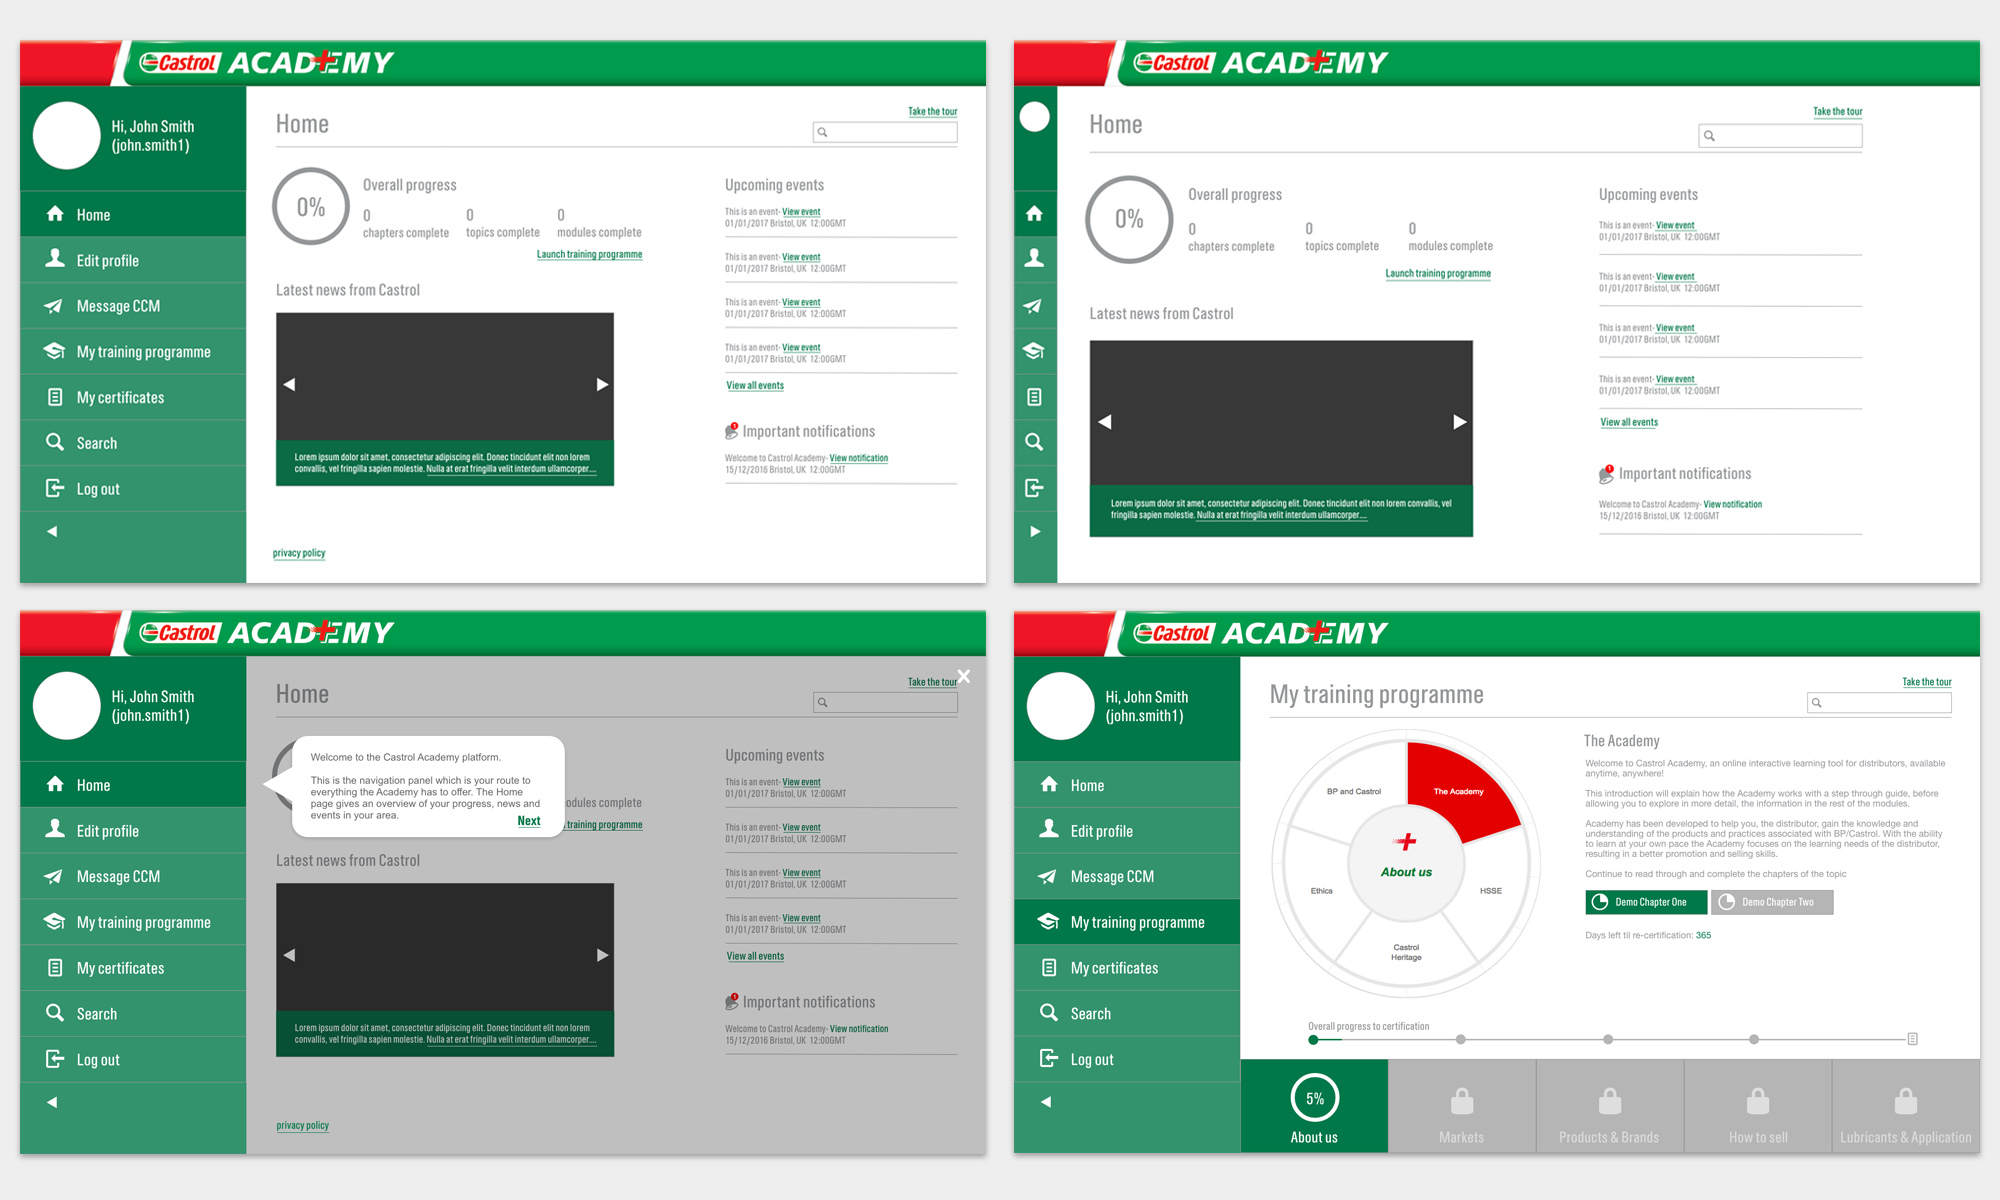 Castrol ACADEMY
Hi, John Smith
(john.smith1)
Home
Edit profile
Message CCM
My training programme
My certificates
Search
Log out
Home
Take the tour
0%
Overall progress
0 0 0
chapters complete topics complete modules complete
Launch training programme
Latest news from Castrol
Lorem ipsum dolor sit amet, consectetur adipiscing elit. Donec tincidunt elit non lorem
convallis, vel fringilla sapien molestie. Nulla at erat fringilla velit interdum ullamcorper....
privacy policy
Upcoming events
This is an event- View event
01/01/2017 Bristol, UK 12:00GMT
This is an event- View event
01/01/2017 Bristol, UK 12:00GMT
This is an event- View event
01/01/2017 Bristol, UK 12:00GMT
This is an event- View event
01/01/2017 Bristol, UK 12:00GMT
View all events
1
Important notifications
Welcome to Castrol Academy- View notification
15/12/2016 Bristol, UK 12:00GMT
Castrol ACADEMY
Home
Take the tour
0%
Overall progress
0 0 0
chapters complete topics complete modules complete
Launch training programme
Latest news from Castrol
Lorem ipsum dolor sit amet, consectetur adipiscing elit. Donec tincidunt elit non lorem convallis, vel
fringilla sapien molestie. Nulla at erat fringilla velit interdum ullamcorper....
Upcoming events
This is an event- View event
01/01/2017 Bristol, UK 12:00GMT
This is an event- View event
01/01/2017 Bristol, UK 12:00GMT
This is an event- View event
01/01/2017 Bristol, UK 12:00GMT
This is an event- View event
01/01/2017 Bristol, UK 12:00GMT
View all events
1
Important notifications
Welcome to Castrol Academy- View notification
15/12/2016 Bristol, UK 12:00GMT
Castrol ACADEMY
Hi, John Smith
(john.smith1)
Home
Edit profile
Message CCM
My training programme
My certificates
Search
Log out
Home
Take the tour
X
Welcome to the Castrol Academy platform.
This is the navigation panel which is your route to
everything the Academy has to offer. The Home
page gives an overview of your progress, news and
events in your area.
Next
odules complete
training programme
Latest news from Castrol
Lorem ipsum dolor sit amet, consectetur adipiscing elit. Donec tincidunt elit non lorem
convallis, vel fringilla sapien molestie. Nulla at erat fringilla velit interdum ullamcorper....
privacy policy
Upcoming events
This is an event- View event
01/01/2017 Bristol, UK 12:00GMT
This is an event- View event
01/01/2017 Bristol, UK 12:00GMT
This is an event- View event
01/01/2017 Bristol, UK 12:00GMT
This is an event- View event
01/01/2017 Bristol, UK 12:00GMT
View all events
1
Important notifications
Welcome to Castrol Academy- View notification
15/12/2016 Bristol, UK 12:00GMT
Castrol ACADEMY
Hi, John Smith
(john.smith1)
Home
Edit profile
Message CCM
My training programme
My certificates
Search
Log out
My training programme
Take the tour
BP and Castrol
The Academy
Ethics
About us
HSSE
Castrol
Heritage
The Academy
Welcome to Castrol Academy, an online interactive learning tool for distributors, available
anytime, anywhere!
This introduction will explain how the Academy works with a step through guide, before
allowing you to explore in more detail, the information in the rest of the modules.
Academy has been developed to help you, the distributor, gain the knowledge and
understanding of the products and practices associated with BP/Castrol. With the ability
to learn at your own pace the Academy focuses on the learning needs of the distributor,
resulting in a better promotion and selling skills.
Continue to read through and complete the chapters of the topic
Demo Chapter One
Demo Chapter Two
Days left til re-certification: 365
Overall progress to certification
5%
About us
Markets
Products & Brands
How to sell
Lubricants & Application